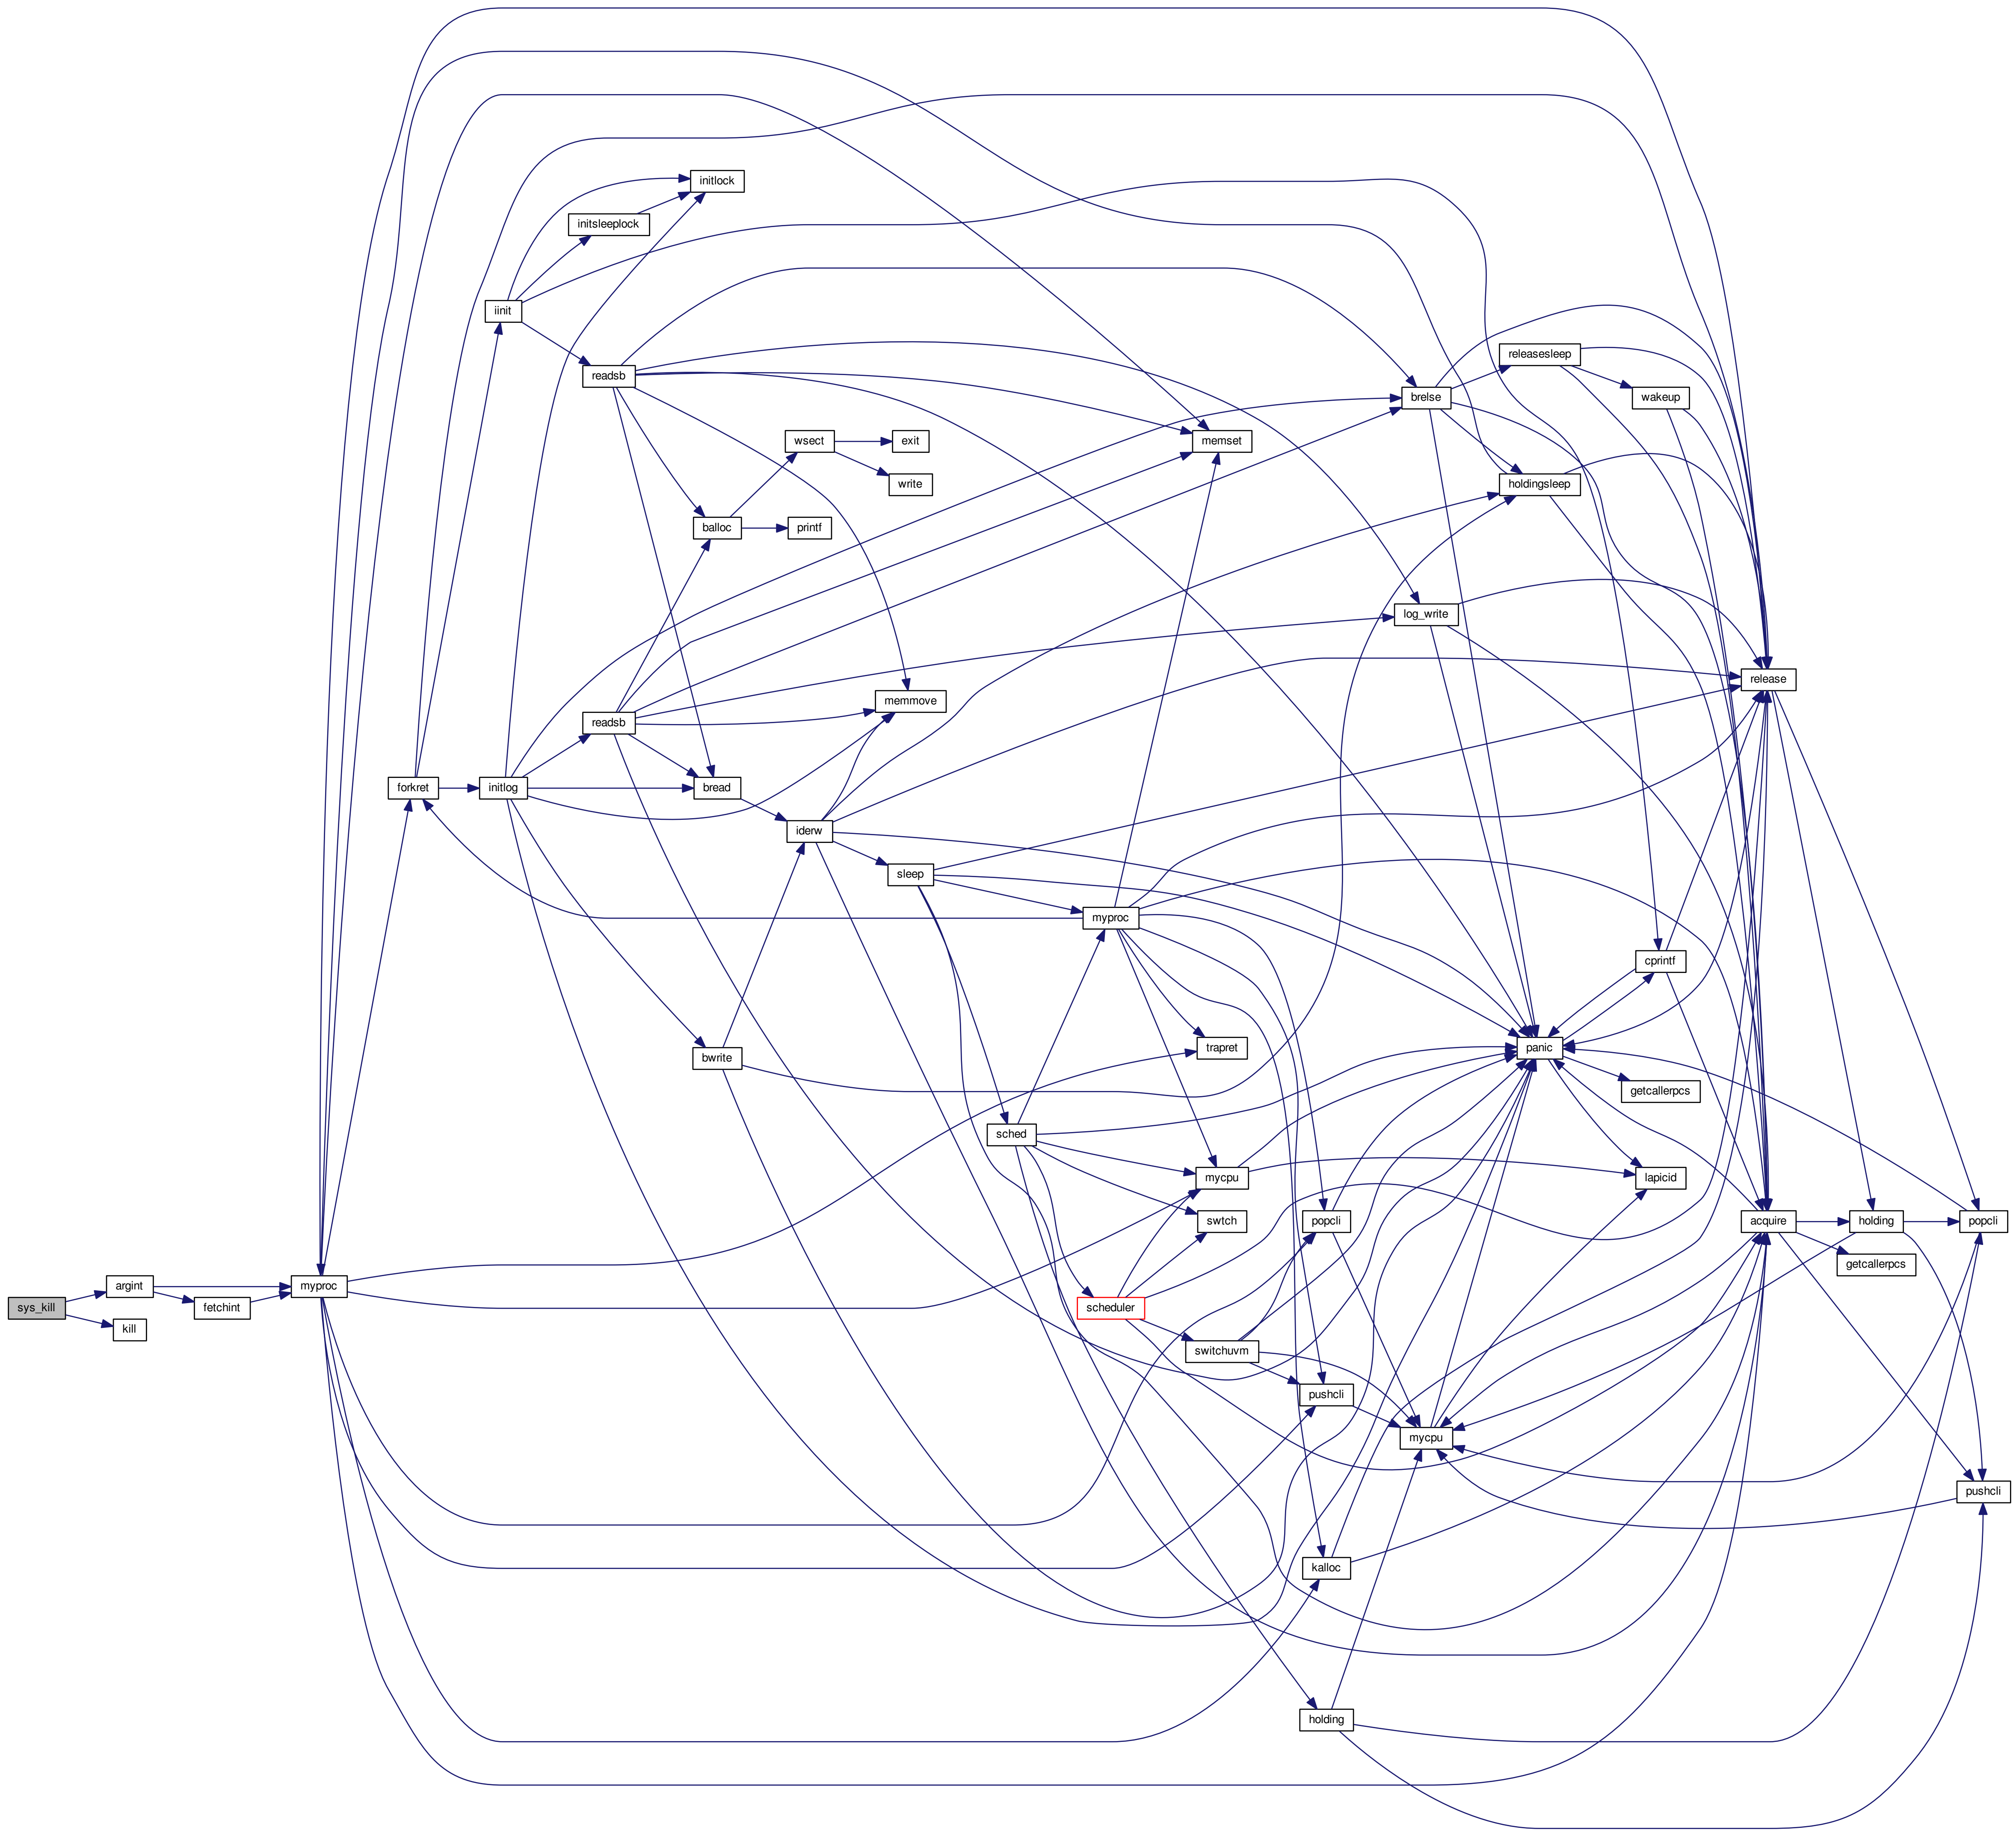 initlock
initsleeplock
iinit
releasesleep
readsb
brelse
wakeup
wsect
exit
memset
write
holdingsleep
balloc
printf
log_write
release
memmove
readsb
forkret
initlog
bread
iderw
sleep
myproc
cprintf
bwrite
trapret
panic
getcallerpcs
sched
mycpu
lapicid
swtch
popcli
acquire
holding
popcli
getcallerpcs
argint
myproc
sys_kill
fetchint
scheduler
kill
switchuvm
pushcli
mycpu
pushcli
kalloc
holding